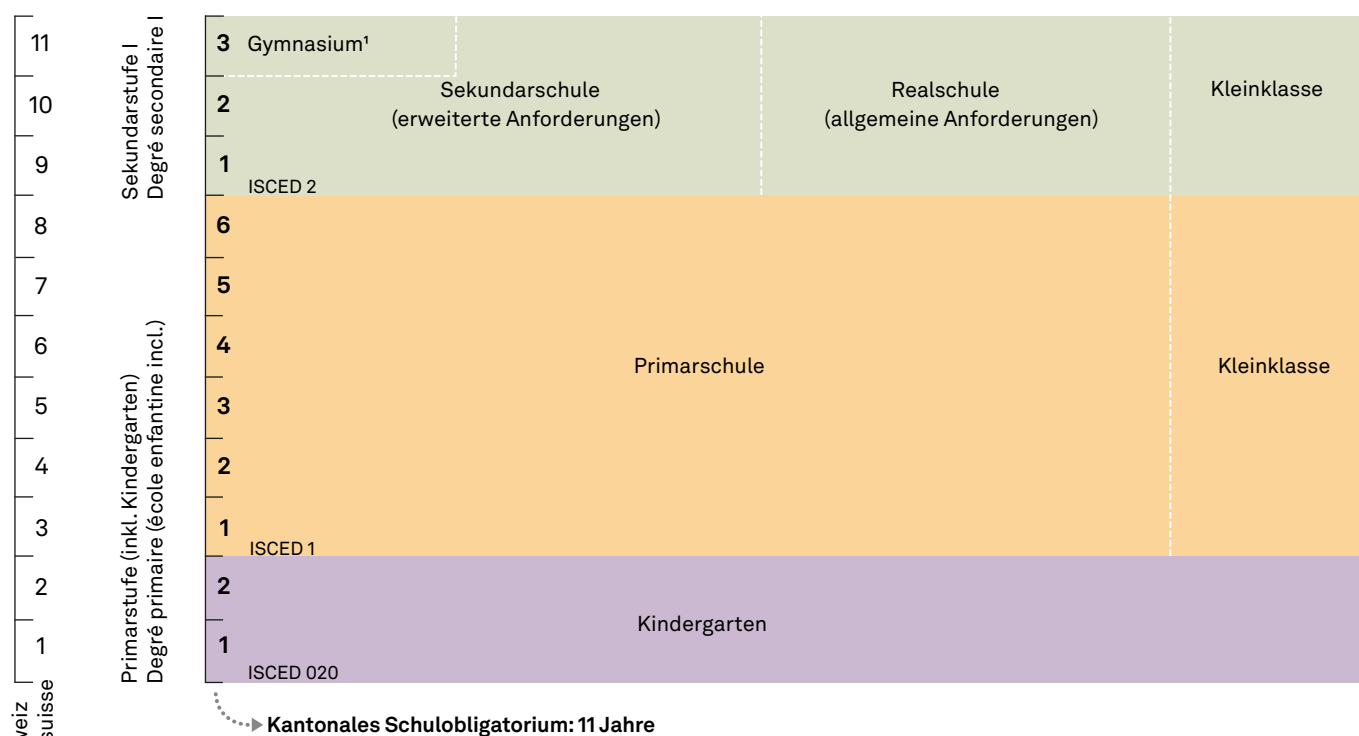 11
10
9
8
7
6
5
4
3
2
1
Sekundarstufe I
Degré secondaire I
Primarstufe (inkl. Kindergarten)
Degré primaire (école enfantine incl.)
3 Gymnasium¹
2
1
Sekundarschule
(erweiterte Anforderungen)
Realschule
(allgemeine Anforderungen)
Kleinklasse
ISCED 2
6
5
4
3
2
1
Primarschule
Kleinklasse
ISCED 1
2
1
Kindergarten
ISCED 020
Kantonales Schulobligatorium: 11 Jahre